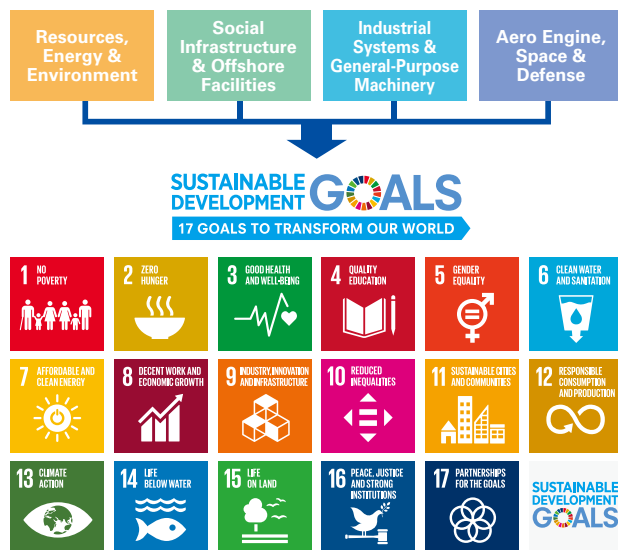 Resources,
Energy &
Environment
Social
Infrastructure
& Offshore
Facilities
Industrial
Systems &
General-Purpose
Machinery
Aero Engine,
Space &
Defense
SUSTAINABLE
DEVELOPMENT
GOALS
17 GOALS TO TRANSFORM OUR WORLD
1 NO
POVERTY
2 ZERO
HUNGER
3 GOOD HEALTH
AND WELL-BEING
4 QUALITY
EDUCATION
5 GENDER
EQUALITY
6 CLEAN WATER
AND SANITATION
7 AFFORDABLE AND
CLEAN ENERGY
8 DECENT WORK AND
ECONOMIC GROWTH
9 INDUSTRY, INNOVATION
AND INFRASTRUCTURE
10 REDUCED
INEQUALITIES
11 SUSTAINABLE CITIES
AND COMMUNITIES
12 RESPONSIBLE
CONSUMPTION
AND PRODUCTION
13 CLIMATE
ACTION
14 LIFE
BELOW WATER
15 LIFE
ON LAND
16 PEACE, JUSTICE
AND STRONG
INSTITUTIONS
17 PARTNERSHIPS
FOR THE GOALS
SUSTAINABLE
DEVELOPMENT
GOALS